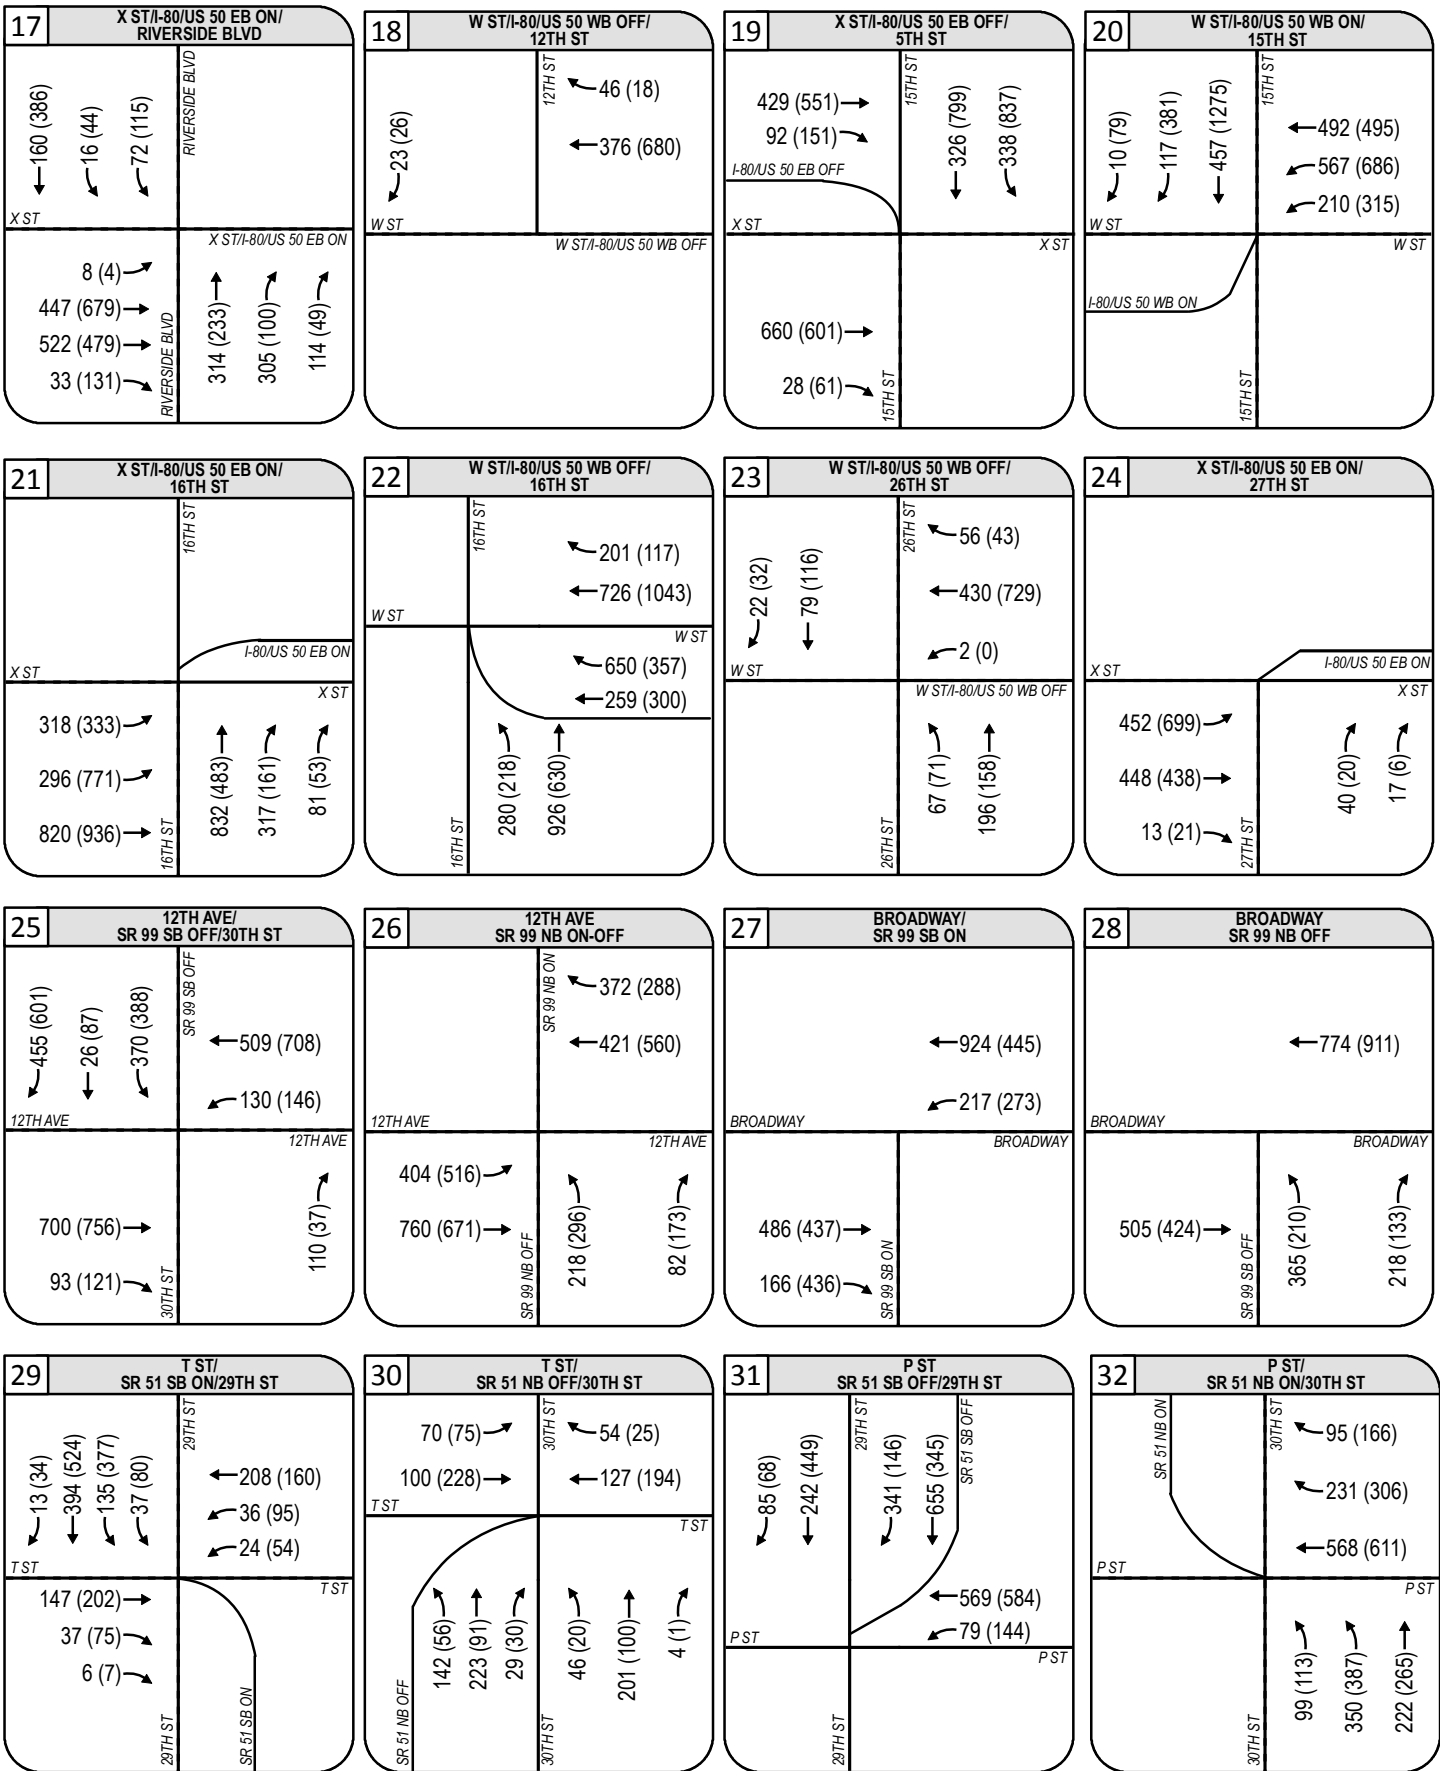 17
X ST/I-80/US 50 EB ON/
RIVERSIDE BLVD
160 (386)
16 (44)
72 (115)
RIVERSIDE BLVD
X ST
X ST/I-80/US 50 EB ON
8 (4)
447 (679)
522 (479)
33 (131)
RIVERSIDE BLVD
314 (233)
305 (100)
114 (49)
18
W ST/I-80/US 50 WB OFF/
12TH ST
23 (26)
12TH ST
46 (18)
376 (680)
W ST
W ST/I-80/US 50 WB OFF
19
X ST/I-80/US 50 EB OFF/
5TH ST
429 (551)
92 (151)
I-80/US 50 EB OFF
15TH ST
326 (799)
338 (837)
X ST
X ST
660 (601)
28 (61)
15TH ST
20
W ST/I-80/US 50 WB ON/
15TH ST
10 (79)
117 (381)
457 (1275)
15TH ST
492 (495)
567 (686)
210 (315)
W ST
W ST
I-80/US 50 WB ON
15TH ST
21
X ST/I-80/US 50 EB ON/
16TH ST
16TH ST
I-80/US 50 EB ON
X ST
X ST
318 (333)
296 (771)
820 (936)
16TH ST
832 (483)
317 (161)
81 (53)
22
W ST/I-80/US 50 WB OFF/
16TH ST
16TH ST
201 (117)
726 (1043)
W ST
W ST
650 (357)
259 (300)
16TH ST
280 (218)
926 (630)
23
W ST/I-80/US 50 WB OFF/
26TH ST
22 (32)
79 (116)
26TH ST
56 (43)
430 (729)
2 (0)
W ST
W ST/I-80/US 50 WB OFF
26TH ST
67 (71)
196 (158)
24
X ST/I-80/US 50 EB ON/
27TH ST
X ST
I-80/US 50 EB ON
X ST
452 (699)
448 (438)
13 (21)
27TH ST
40 (20)
17 (6)
25
12TH AVE/
SR 99 SB OFF/30TH ST
455 (601)
26 (87)
370 (388)
SR 99 SB OFF
509 (708)
130 (146)
12TH AVE
12TH AVE
700 (756)
93 (121)
30TH ST
110 (37)
26
12TH AVE
SR 99 NB ON-OFF
SR 99 NB ON
372 (288)
421 (560)
12TH AVE
12TH AVE
404 (516)
760 (671)
SR 99 NB OFF
218 (296)
82 (173)
27
BROADWAY/
SR 99 SB ON
924 (445)
217 (273)
BROADWAY
BROADWAY
486 (437)
166 (436)
SR 99 SB ON
28
BROADWAY
SR 99 NB OFF
774 (911)
BROADWAY
BROADWAY
505 (424)
SR 99 SB OFF
365 (210)
218 (133)
29
T ST/
SR 51 SB ON/29TH ST
13 (34)
394 (524)
135 (377)
37 (80)
29TH ST
208 (160)
36 (95)
24 (54)
T ST
T ST
147 (202)
37 (75)
6 (7)
29TH ST
SR 51 SB ON
30
T ST/
SR 51 NB OFF/30TH ST
70 (75)
100 (228)
30TH ST
54 (25)
127 (194)
T ST
T ST
SR 51 NB OFF
142 (56)
223 (91)
29 (30)
30TH ST
46 (20)
201 (100)
4 (1)
31
P ST
SR 51 SB OFF/29TH ST
85 (68)
242 (449)
29TH ST
341 (146)
655 (345)
SR 51 SB OFF
569 (584)
79 (144)
P ST
P ST
29TH ST
32
P ST/
SR 51 NB ON/30TH ST
SR 51 NB ON
30TH ST
95 (166)
231 (306)
568 (611)
P ST
P ST
30TH ST
99 (113)
350 (387)
222 (265)